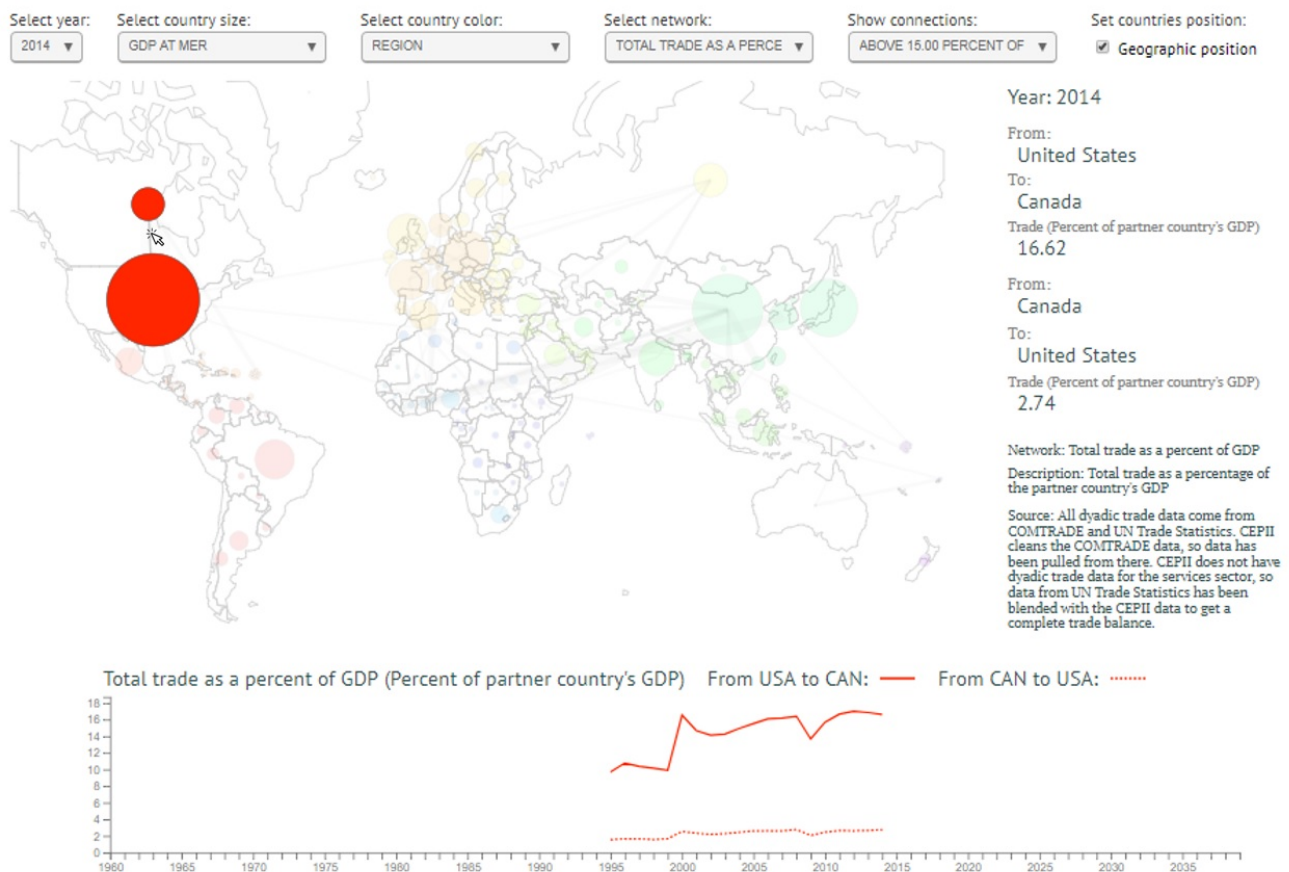 Select year: Select country size: Select country color: Select network: Show connections: Set countries position:
2014 GDP AT MER REGION TOTAL TRADE AS A PERCE ABOVE 15.00 PERCENT OF Geographic position
Year: 2014
From:
United States
To:
Canada
Trade (Percent of partner country's GDP)
16.62
From:
Canada
To:
United States
Trade (Percent of partner country's GDP)
2.74
Network: Total trade as a percent of GDP
Description: Total trade as a percentage of
the partner country's GDP
Source: All dyadic trade data come from
COMTRADE and UN Trade Statistics. CEPII
cleans the COMTRADE data, so data has
been pulled from there. CEPII does not have
dyadic trade data for the services sector, so
data from UN Trade Statistics has been
blended with the CEPII data to get a
complete trade balance.
Total trade as a percent of GDP (Percent of partner country's GDP) From USA to CAN: From CAN to USA:
18
16
14
12
10
8
6
4
2
0
1960 1965 1970 1975 1980 1985 1990 1995 2000 2005 2010 2015 2020 2025 2030 2035